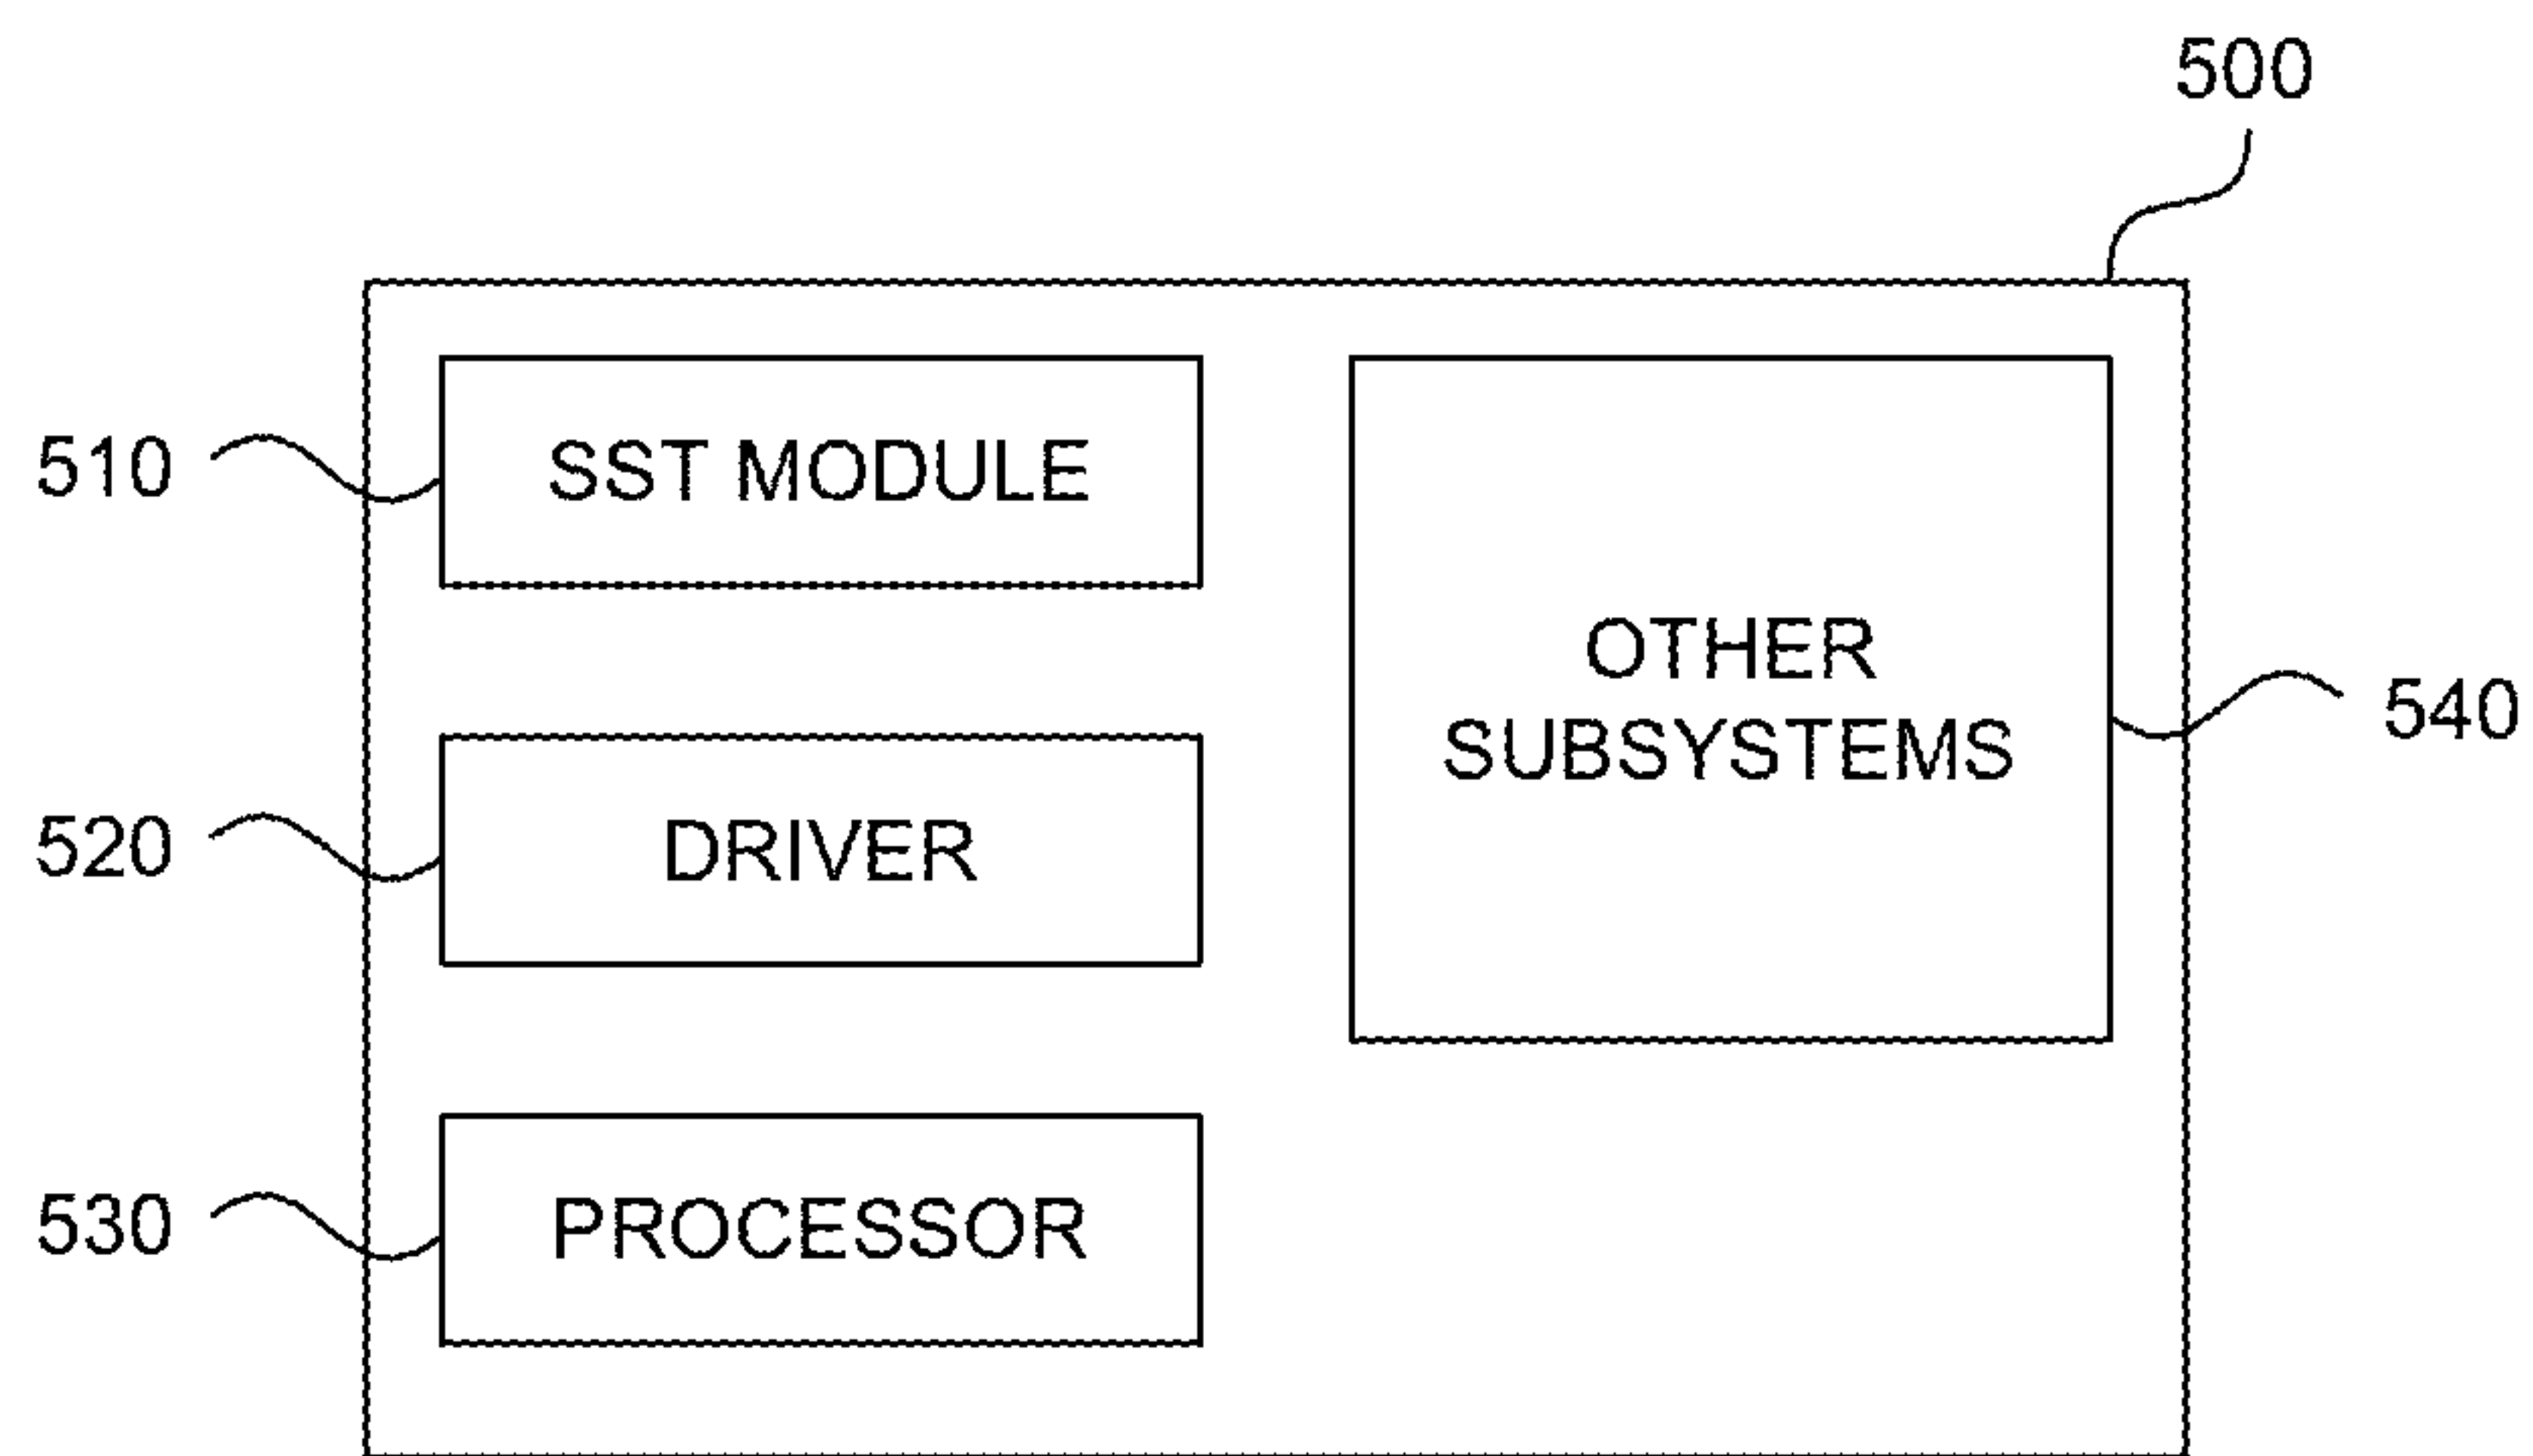 500
510
SST MODULE
OTHER
SUBSYSTEMS
540
520
DRIVER
530
PROCESSOR